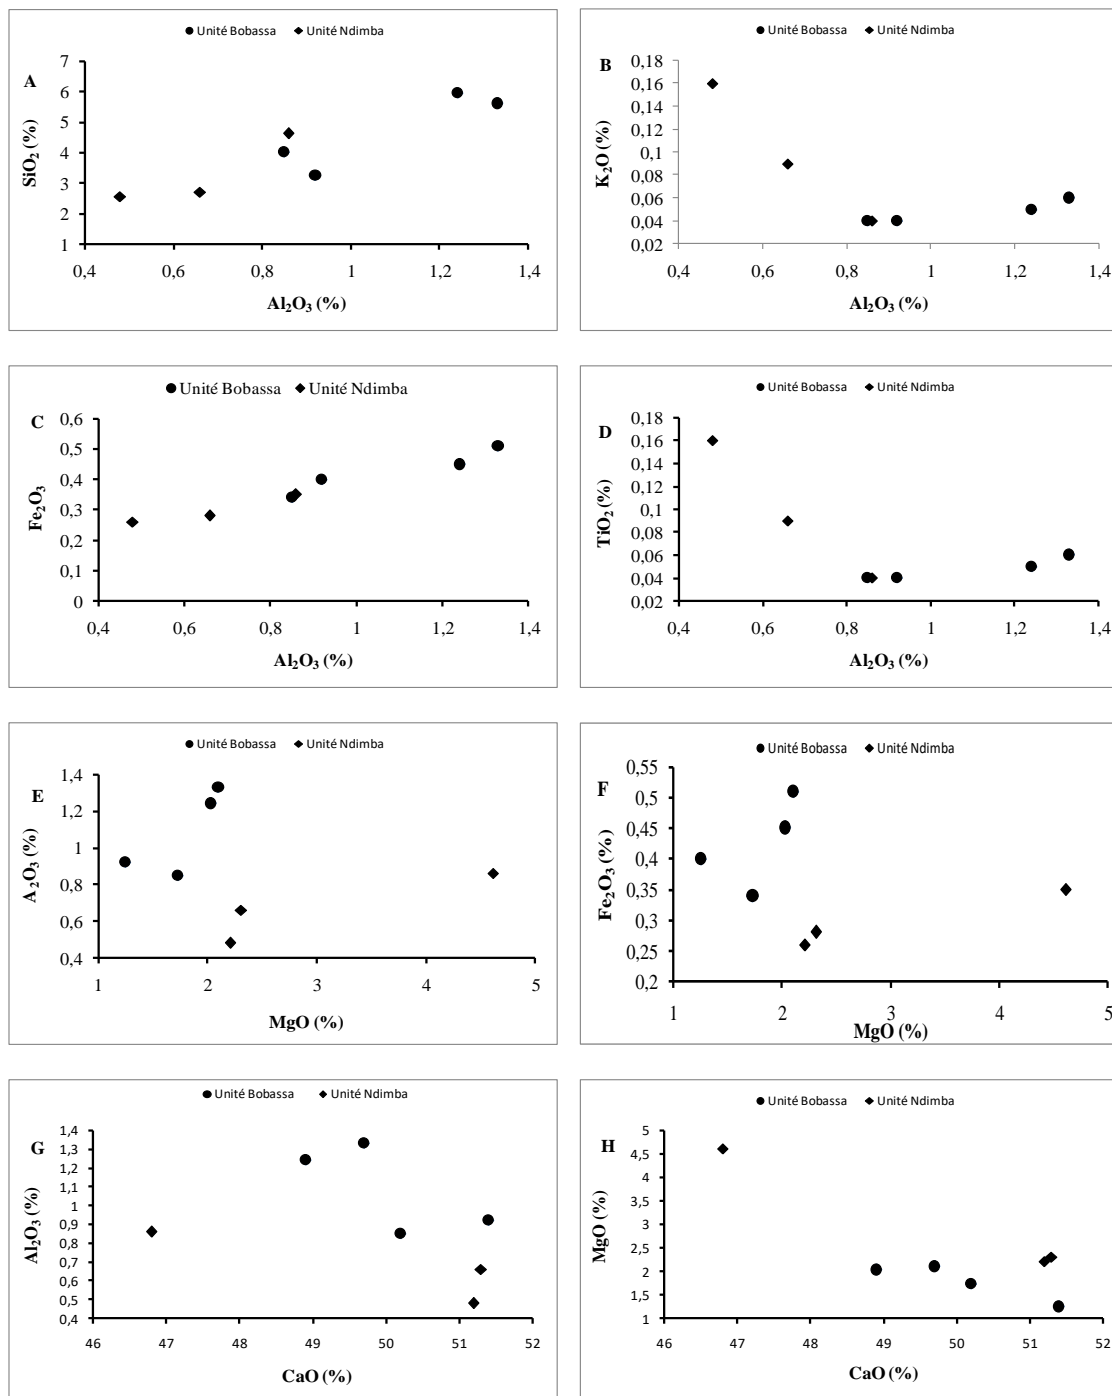 Unité Bobassa Unité Ndimba
A
SiO2 (%)
7
6
5
4
3
2
1
0,4 0,6 0,8 1 1,2 1,4
Al2O3 (%)
Unité Bobassa Unité Ndimba
B
K2O (%)
0,18
0,16
0,14
0,12
0,1
0,08
0,06
0,04
0,02
0,4 0,6 0,8 1 1,2 1,4
Al2O3 (%)
Unité Bobassa Unité Ndimba
C
Fe2O3
0,6
0,5
0,4
0,3
0,2
0,1
0
0,4 0,6 0,8 1 1,2 1,4
Al2O3 (%)
Unité Bobassa Unité Ndimba
D
TiO2 (%)
0,18
0,16
0,14
0,12
0,1
0,08
0,06
0,04
0,02
0,4 0,6 0,8 1 1,2 1,4
Al2O3 (%)
Unité Bobassa Unité Ndimba
E
A2O3 (%)
1,4
1,2
1
0,8
0,6
0,4
1 2 3 4 5
MgO (%)
Unité Bobassa Unité Ndimba
F
Fe2O3 (%)
0,55
0,5
0,45
0,4
0,35
0,3
0,25
0,2
1 2 3 4 5
MgO (%)
Unité Bobassa Unité Ndimba
G
Al2O3 (%)
1,4
1,3
1,2
1,1
1
0,9
0,8
0,7
0,6
0,5
0,4
46 47 48 49 50 51 52
CaO (%)
Unité Bobassa Unité Ndimba
H
MgO (%)
5
4,5
4
3,5
3
2,5
2
1,5
1
46 47 48 49 50 51 52
CaO (%)